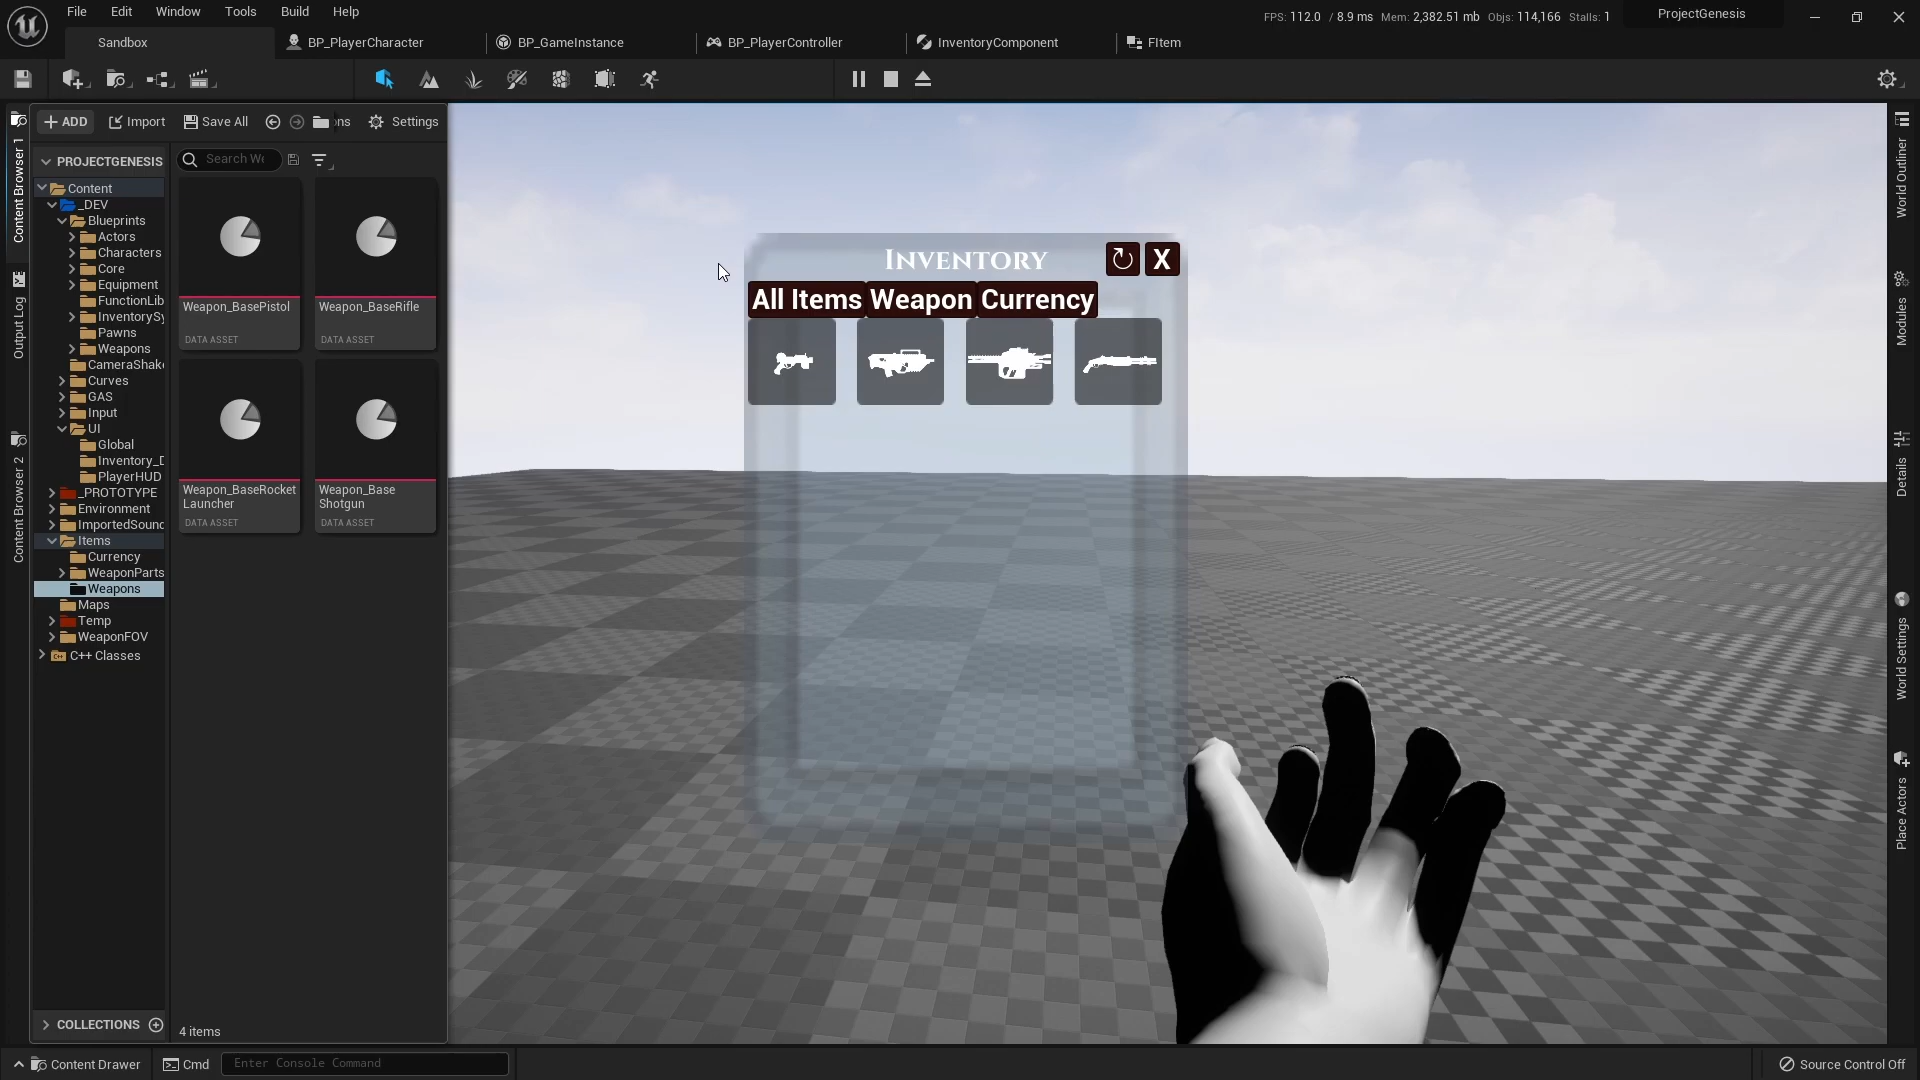 File Edit Window Tools Build Help
FPS: 112.0 / 8.9 ms Mem: 2,382.51 mb Objs: 114,166 Stalls: 1
ProjectGenesis
Sandbox
BP_PlayerCharacter
BP_GameInstance
BP_PlayerController
InventoryComponent
FItem
Content Browser 1
Output Log
Content Browser 2
ADD
Import
Save All
ns
Settings
PROJECTGENESIS
Search We
Content
_DEV
Blueprints
Actors
Characters
Core
Equipment
FunctionLib
InventorySy
Pawns
Weapons
CameraShake
Curves
GAS
Input
UI
Global
Inventory_D
PlayerHUD
_PROTOTYPE
Environment
ImportedSound
Items
Currency
WeaponParts
Weapons
Maps
Temp
WeaponFOV
C++ Classes
COLLECTIONS
Weapon_BasePistol
DATA ASSET
Weapon_BaseRifle
DATA ASSET
Weapon_BaseRocket
Launcher
DATA ASSET
Weapon_Base
Shotgun
DATA ASSET
4 items
Inventory
X
All Items Weapon Currency
World Outliner
Modules
Details
World Settings
Place Actors
Content Drawer
Cmd
Enter Console Command
Source Control Off